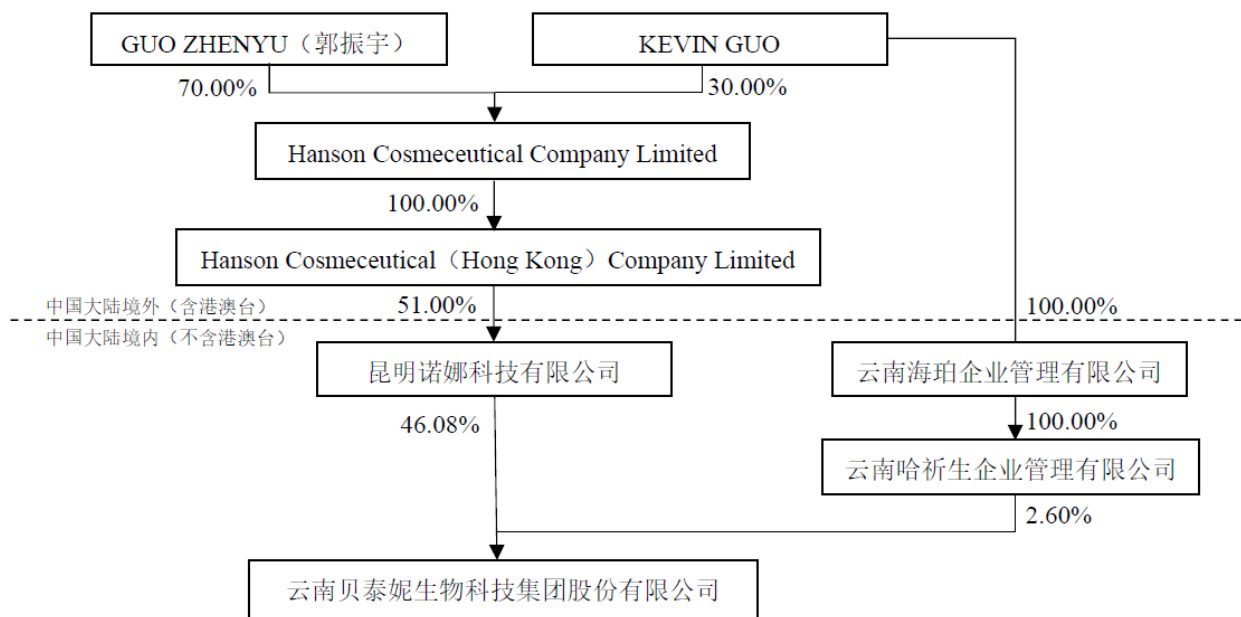 GUO ZHENYU（郭振宇）
KEVIN GUO
70.00%
30.00%
Hanson Cosmeceutical Company Limited
100.00%
Hanson Cosmeceutical（Hong Kong）Company Limited
中国大陆境外（含港澳台）
51.00%
100.00%
中国大陆境内（不含港澳台）
昆明诺娜科技有限公司
云南海珀企业管理有限公司
46.08%
100.00%
云南哈祈生企业管理有限公司
2.60%
云南贝泰妮生物科技集团股份有限公司